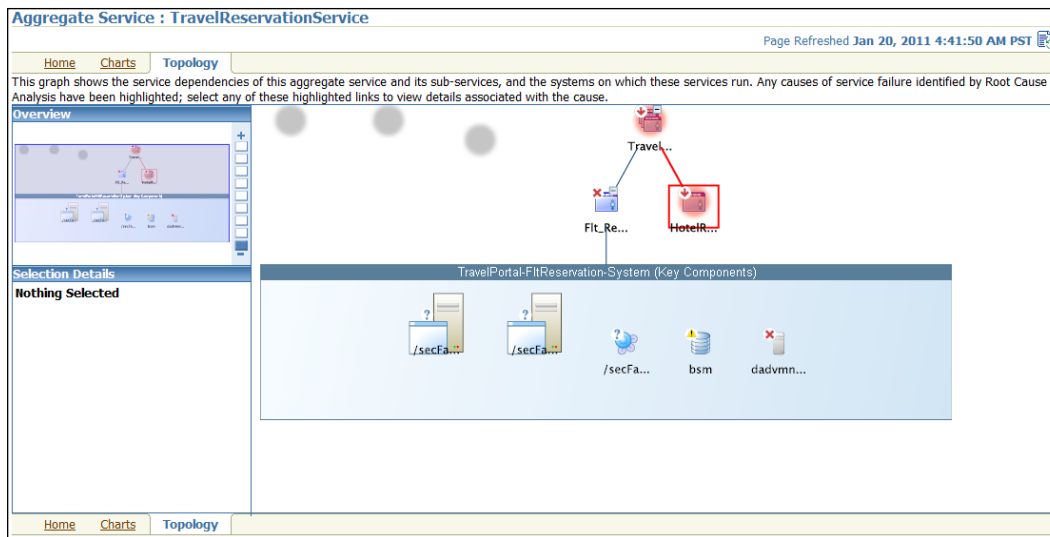 Aggregate Service : TravelReservationService
Page Refreshed Jan 20, 2011 4:41:50 AM PST
Home Charts Topology
This graph shows the service dependencies of this aggregate service and its sub-services, and the systems on which these services run. Any causes of service failure identified by Root Cause
Analysis have been highlighted; select any of these highlighted links to view details associated with the cause.
Overview
Travel...
Flt_Re...
HotelR...
TravelPortal-FltReservation-System (Key Components)
/secFa...
/secFa...
/secFa...
bsm
dadvmn...
Selection Details
Nothing Selected
Home Charts Topology